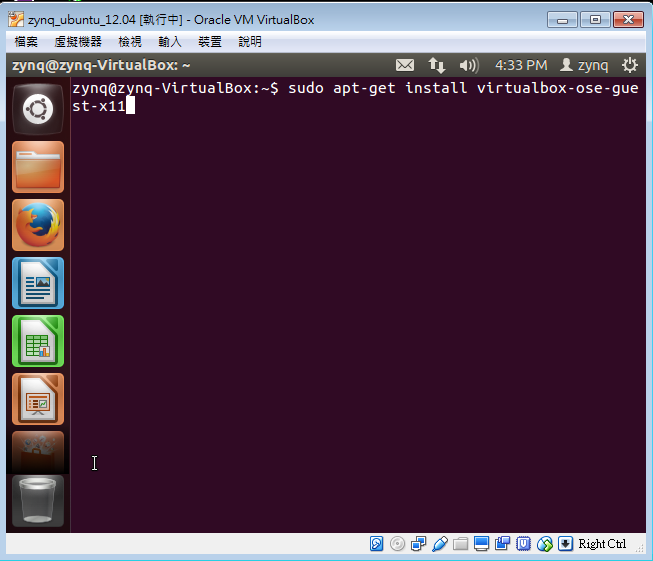 zynq_ubuntu_12.04 [執行中] - Oracle VM VirtualBox
檔案 虛擬機器 檢視 輸入 裝置 說明
zynq@zynq-VirtualBox: ~ 4:33 PM zynq
zynq@zynq-VirtualBox:~$ sudo apt-get install virtualbox-ose-gue
st-x11
Right Ctrl